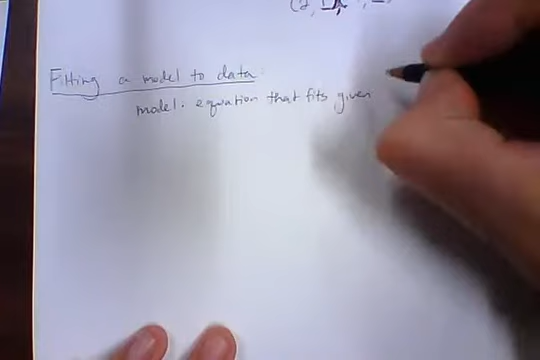 Fitting a model to data
model: equation that fits given